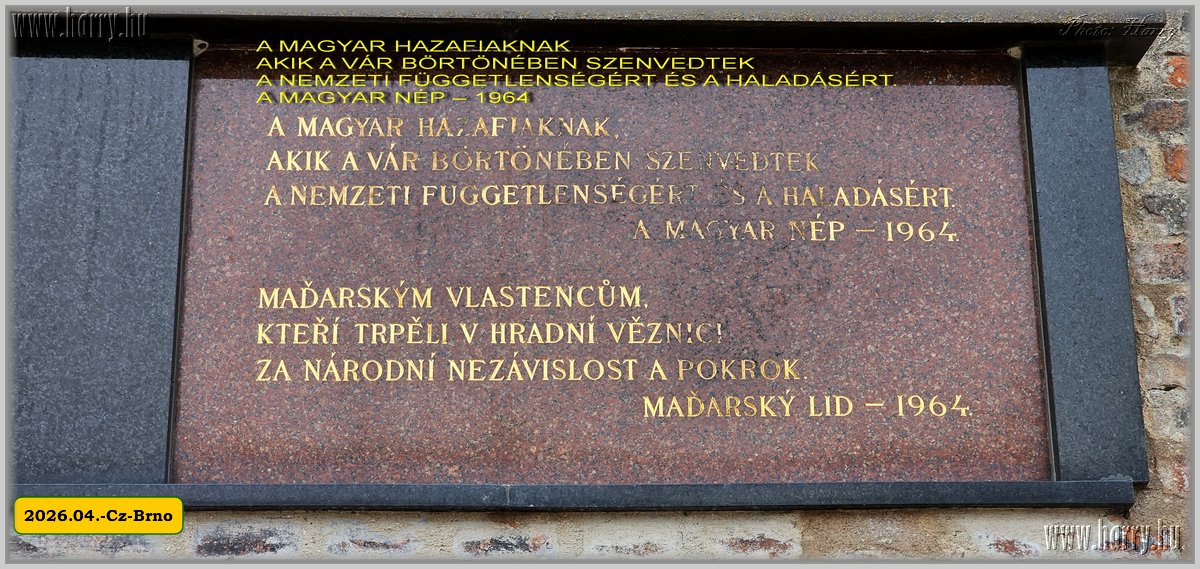 www.harry.hu
Photo: Harry
A MAGYAR HAZAFIAKNAK
AKIK A VÁR BÖRTÖNÉBEN SZENVEDTEK
A NEMZETI FÜGGETLENSÉGÉRT ÉS A HALADÁSÉRT.
A MAGYAR NÉP – 1964
A MAGYAR HAZAFIAKNAK,
AKIK A VÁR BÖRTÖNÉBEN SZENVEDTEK
A NEMZETI FÜGGETLENSÉGÉRT ÉS A HALADÁSÉRT.
A MAGYAR NÉP – 1964.
MAĎARSKÝM VLASTENCŮM,
KTEŘÍ TRPĚLI V HRADNÍ VĚZNICI
ZA NÁRODNÍ NEZÁVISLOST A POKROK.
MAĎARSKÝ LID – 1964.
2026.04.-Cz-Brno
www.harry.hu